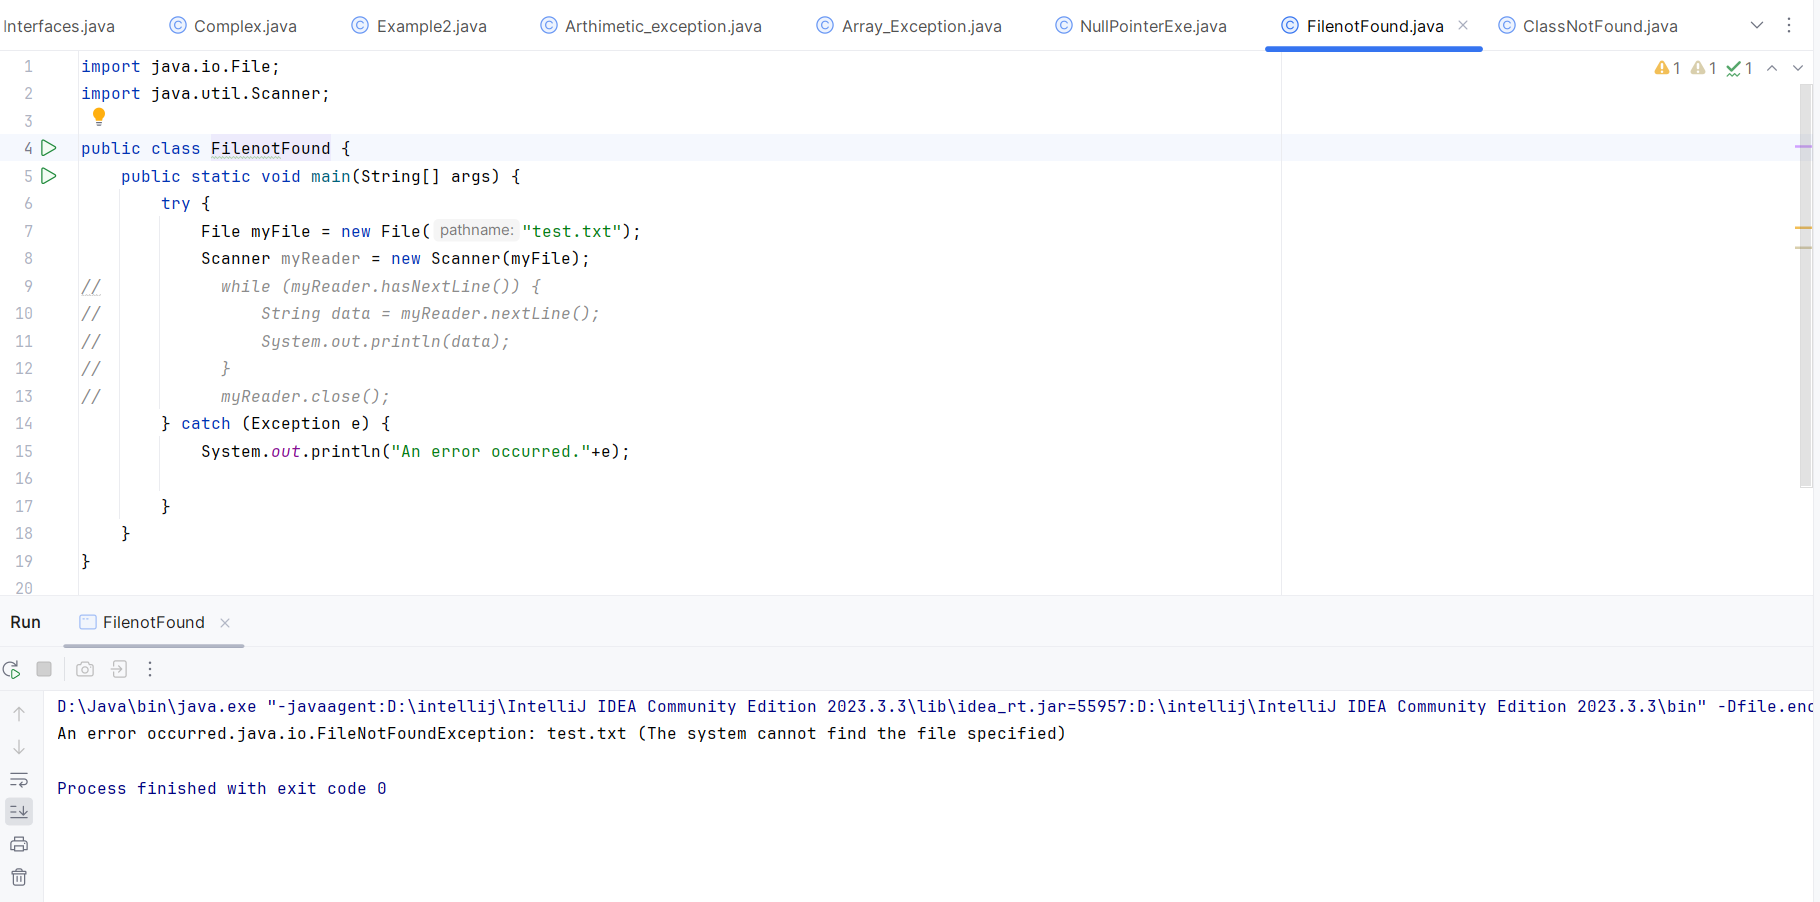 Interfaces.java Complex.java Example2.java Arthimetic_exception.java Array_Exception.java NullPointerExe.java FilenotFound.java ClassNotFound.java
1 import java.io.File;
2 import java.util.Scanner;
3
4 public class FilenotFound {
5 public static void main(String[] args) {
6 try {
7 File myFile = new File( pathname: "test.txt");
8 Scanner myReader = new Scanner(myFile);
9 // while (myReader.hasNextLine()) {
10 // String data = myReader.nextLine();
11 // System.out.println(data);
12 // }
13 // myReader.close();
14 } catch (Exception e) {
15 System.out.println("An error occurred."+e);
16
17 }
18 }
19 }
20
1 1 1
Run FilenotFound
D:\Java\bin\java.exe "-javaagent:D:\intellij\IntelliJ IDEA Community Edition 2023.3.3\lib\idea_rt.jar=55957:D:\intellij\IntelliJ IDEA Community Edition 2023.3.3\bin" -Dfile.enc
An error occurred.java.io.FileNotFoundException: test.txt (The system cannot find the file specified)
Process finished with exit code 0